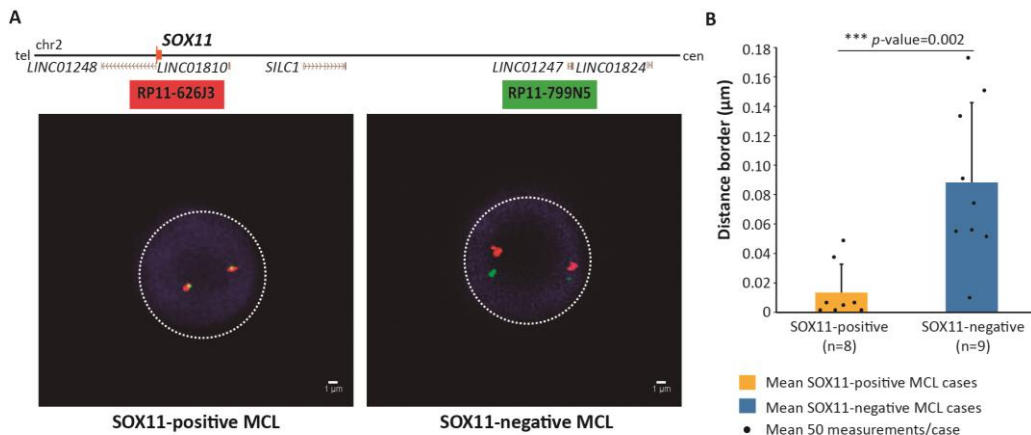 A
chr2
SOX11
tel
cen
LINC01248
LINC01810
SILC1
LINC01247
LINC01824
RP11-626J3
RP11-799N5
1 µm
1 µm
SOX11-positive MCL
SOX11-negative MCL
B
*** p-value=0.002
Distance border (µm)
0.18
0.16
0.14
0.12
0.10
0.08
0.06
0.04
0.02
0
SOX11-positive
(n=8)
SOX11-negative
(n=9)
Mean SOX11-positive MCL cases
Mean SOX11-negative MCL cases
Mean 50 measurements/case